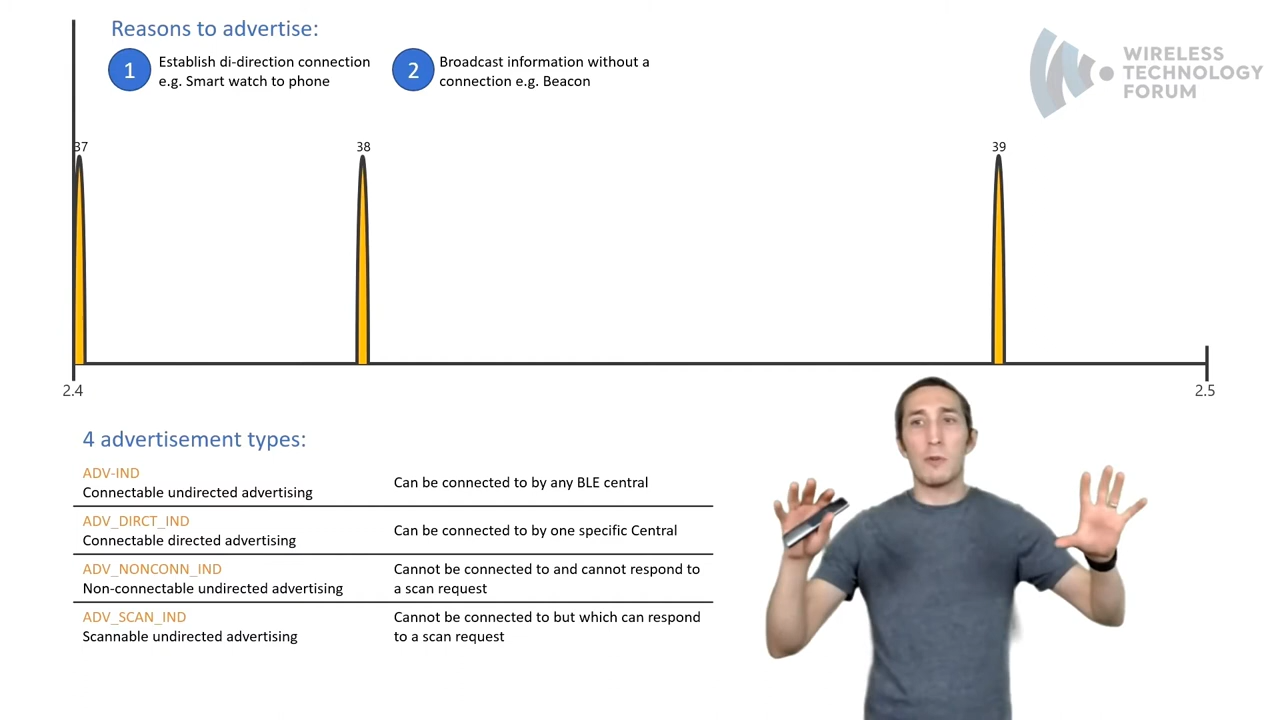 Reasons to advertise:
1
Establish di-direction connection
e.g. Smart watch to phone
2
Broadcast information without a
connection e.g. Beacon
WIRELESS
TECHNOLOGY
FORUM
37
38
39
2.4
2.5
4 advertisement types:
ADV-IND
Connectable undirected advertising
Can be connected to by any BLE central
ADV_DIRCT_IND
Connectable directed advertising
Can be connected to by one specific Central
ADV_NONCONN_IND
Non-connectable undirected advertising
Cannot be connected to and cannot respond to
a scan request
ADV_SCAN_IND
Scannable undirected advertising
Cannot be connected to but which can respond
to a scan request